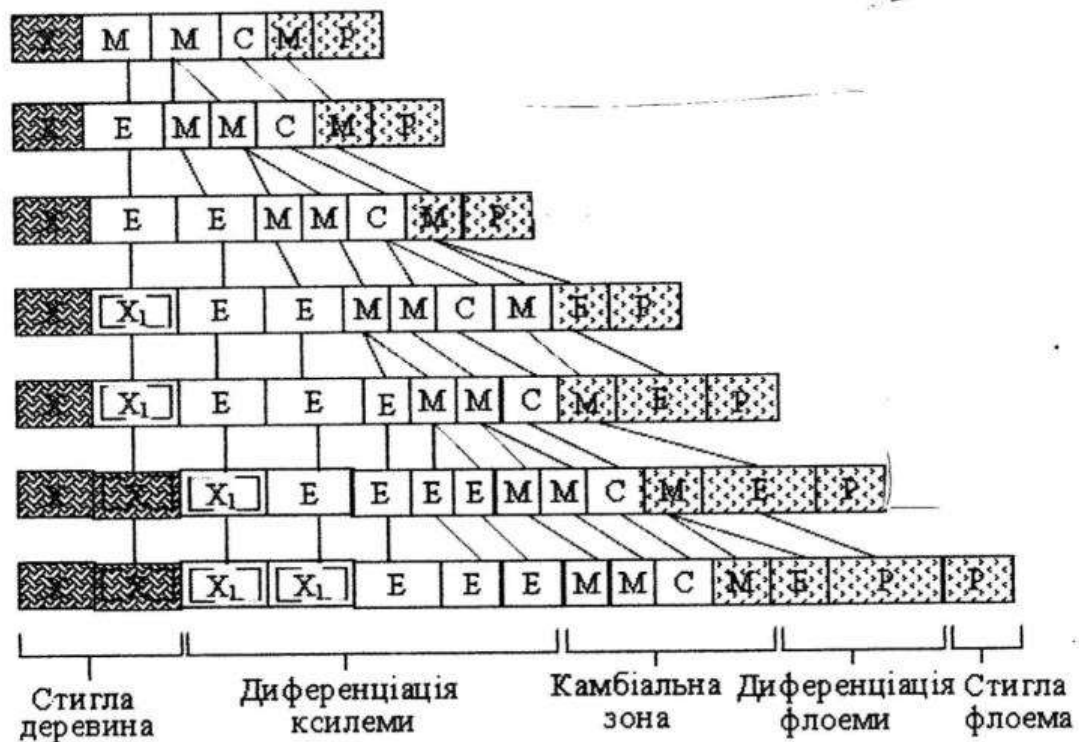 X M M C M P
X E M M C M P
X E E M M C M P
X X₁ E E M M C M E P
X X₁ E E E M M C M E P
X X X₁ E E E E M M C M E P
X X X₁ X₁ E E E M M C M E P P
Стигла деревина
Диференціація ксилеми
Камбіальна зона
Диференціація флоеми
Стигла флоема